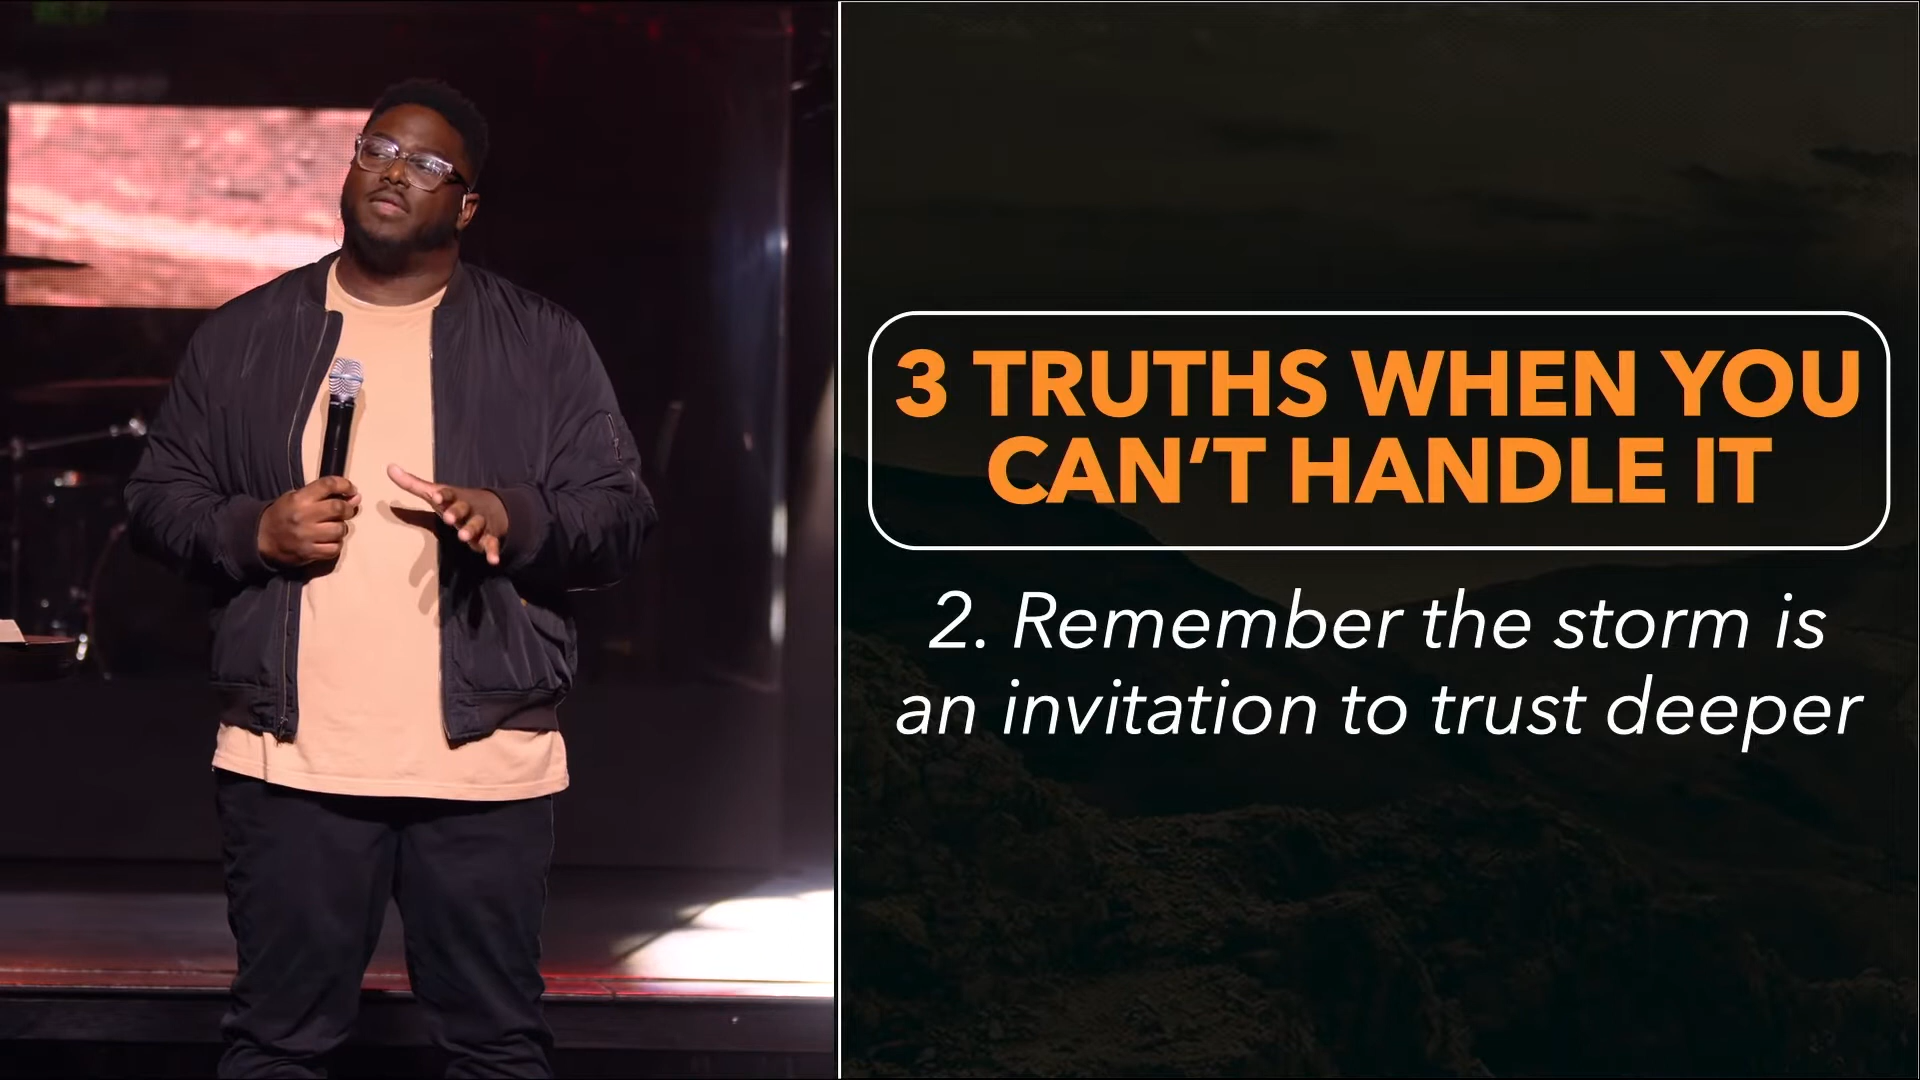 3 TRUTHS WHEN YOU
CAN’T HANDLE IT
2. Remember the storm is
an invitation to trust deeper